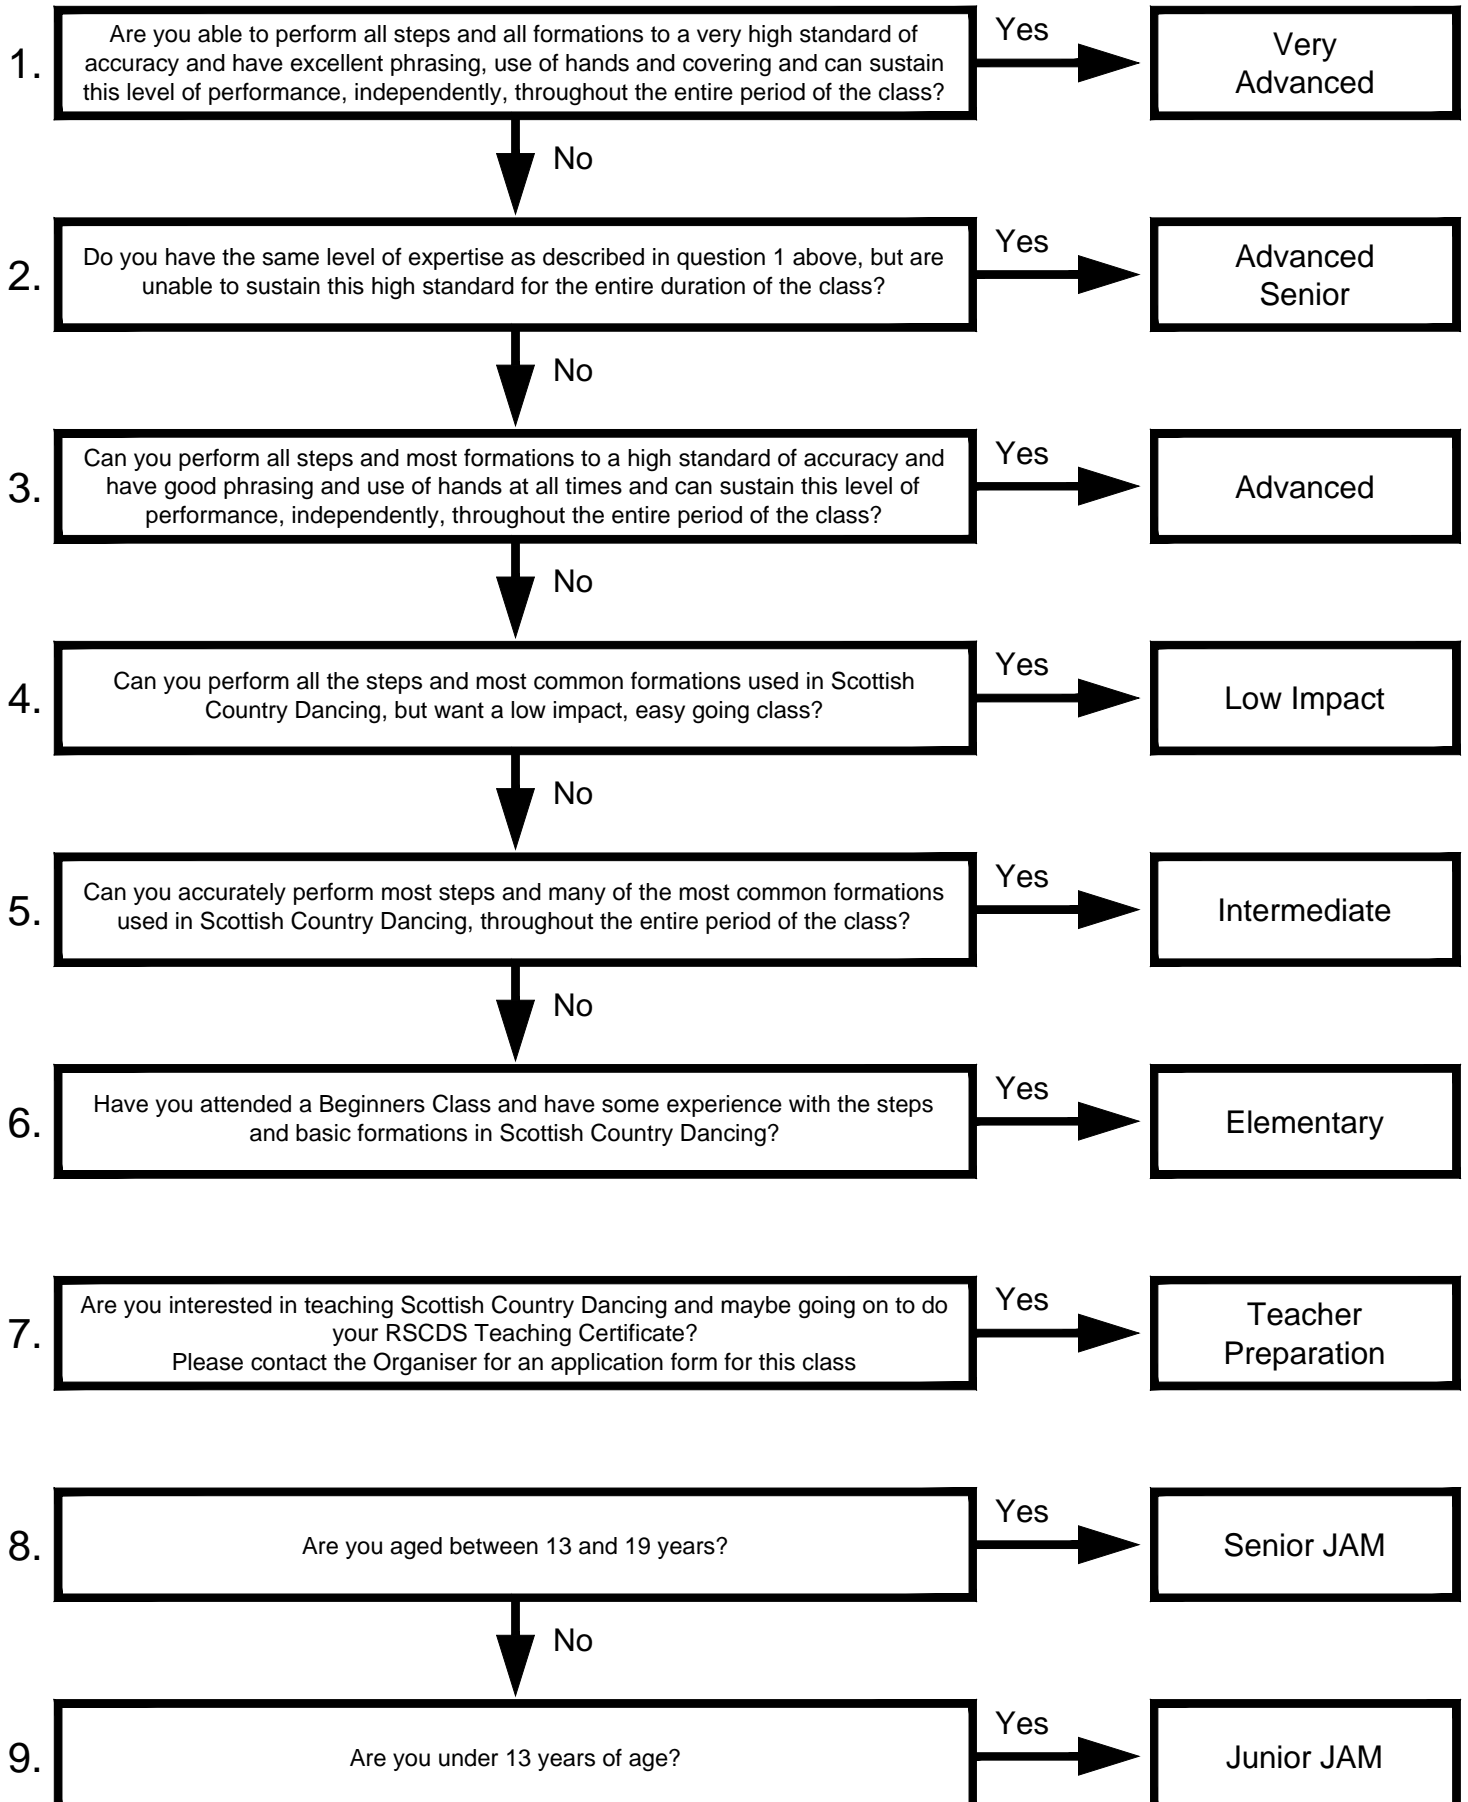 1.
Are you able to perform all steps and all formations to a very high standard of
accuracy and have excellent phrasing, use of hands and covering and can sustain
this level of performance, independently, throughout the entire period of the class?
Yes
Very
Advanced
No
2.
Do you have the same level of expertise as described in question 1 above, but are
unable to sustain this high standard for the entire duration of the class?
Yes
Advanced
Senior
No
3.
Can you perform all steps and most formations to a high standard of accuracy and
have good phrasing and use of hands at all times and can sustain this level of
performance, independently, throughout the entire period of the class?
Yes
Advanced
No
4.
Can you perform all the steps and most common formations used in Scottish
Country Dancing, but want a low impact, easy going class?
Yes
Low Impact
No
5.
Can you accurately perform most steps and many of the most common formations
used in Scottish Country Dancing, throughout the entire period of the class?
Yes
Intermediate
No
6.
Have you attended a Beginners Class and have some experience with the steps
and basic formations in Scottish Country Dancing?
Yes
Elementary
7.
Are you interested in teaching Scottish Country Dancing and maybe going on to do
your RSCDS Teaching Certificate?
Please contact the Organiser for an application form for this class
Yes
Teacher
Preparation
8.
Are you aged between 13 and 19 years?
Yes
Senior JAM
No
9.
Are you under 13 years of age?
Yes
Junior JAM